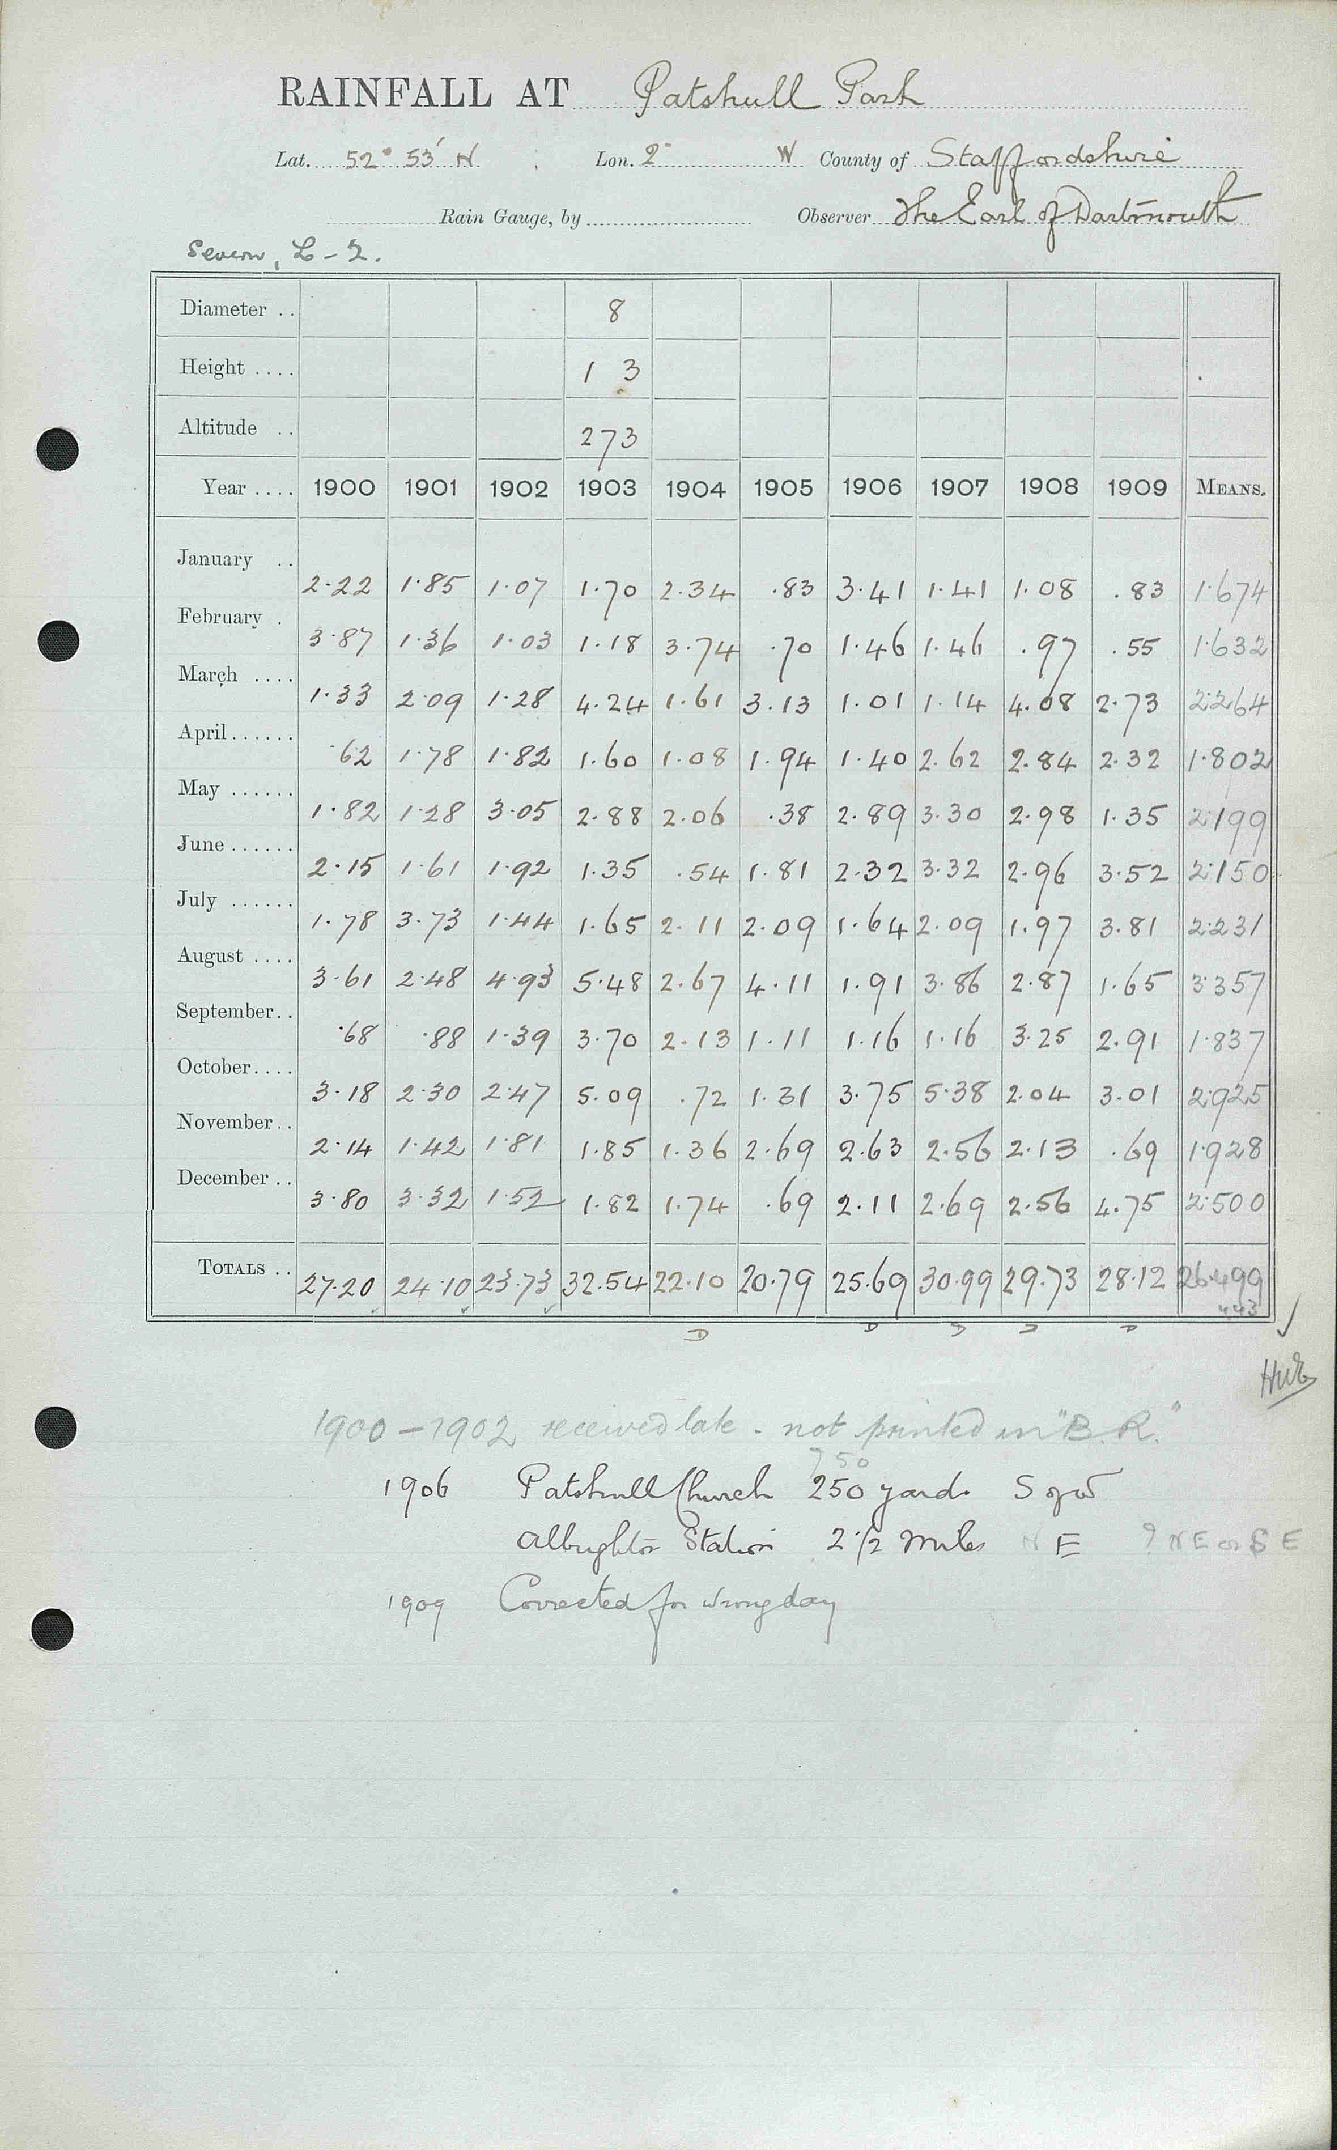 RAINFALL AT Patshull Park
Lat. 52° 53' N Lon. 2° W County of Staffordshire
Rain Gauge, by Observer The Earl of Dartmouth
Severn, L-2.
Diameter .. 8
Height .... 1 3
Altitude .. 273
Year .... 1900 1901 1902 1903 1904 1905 1906 1907 1908 1909 MEANS.
January .. 2.22 1.85 1.07 1.70 2.34 .83 3.41 1.41 1.08 .83 1.674
February . 3.87 1.36 1.03 1.18 3.74 .70 1.46 1.46 .97 .55 1.632
March .... 1.33 2.09 1.28 4.24 1.61 3.13 1.01 1.14 4.08 2.73 2.264
April...... .62 1.78 1.82 1.60 1.08 1.94 1.40 2.62 2.84 2.32 1.802
May ...... 1.82 1.28 3.05 2.88 2.06 .38 2.89 3.30 2.98 1.35 2.199
June ...... 2.15 1.61 1.92 1.35 .54 1.81 2.32 3.32 2.96 3.52 2.150
July ...... 1.78 3.73 1.44 1.65 2.11 2.09 1.64 2.09 1.97 3.81 2.231
August .... 3.61 2.48 4.93 5.48 2.67 4.11 1.91 3.86 2.87 1.65 3.357
September.. .68 .88 1.39 3.70 2.13 1.11 1.16 1.16 3.25 2.91 1.837
October.... 3.18 2.30 2.47 5.09 .72 1.31 3.75 5.38 2.04 3.01 2.925
November.. 2.14 1.42 1.81 1.85 1.36 2.69 2.63 2.56 2.13 .69 1.928
December .. 3.80 3.32 1.52 1.82 1.74 .69 2.11 2.69 2.56 4.75 2.500
TOTALS .. 27.20 24.10 23.73 32.54 22.10 20.79 25.69 30.99 29.73 28.12 26.499
1900-1902 received late - not printed in "B.R."
?50
1906 Patshull Church 250 yards S of W
Albrighton Station 2 1/2 miles N E ? NE or SE
1909 Corrected for wrong day